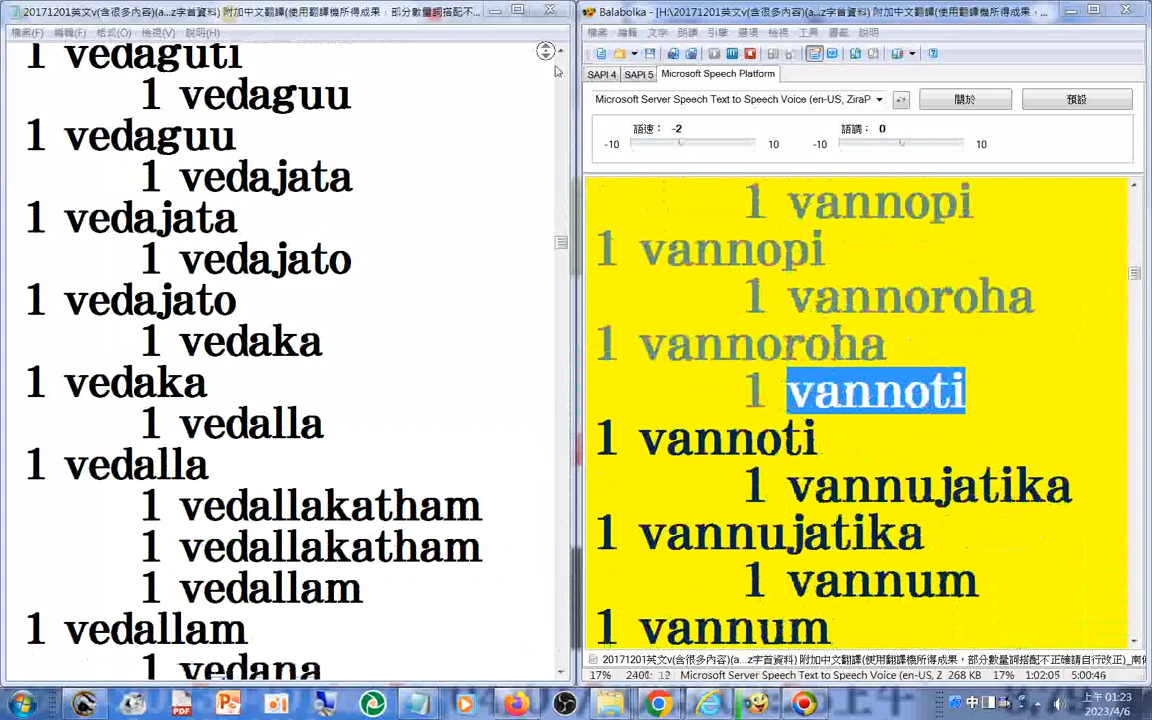 20171201英文v(含很多內容)(a...z字首資料) 附加中文翻譯(使用翻譯機所得成果，部分數量詞搭配不...
檔案(F) 編輯(E) 格式(O) 檢視(V) 說明(H)
1 vedaguti
1 vedaguu
1 vedaguu
1 vedajata
1 vedajata
1 vedajato
1 vedajato
1 vedaka
1 vedaka
1 vedalla
1 vedalla
1 vedallakatham
1 vedallakatham
1 vedallam
1 vedallam
1 vedana
Balabolka - [H:\20171201英文v(含很多內容)(a...z字首資料) 附加中文翻譯(使用翻譯機所得成果，...
檔案 編輯 文字 朗讀 引擎 選項 檢視 工具 書籤 說明
SAPI 4 SAPI 5 Microsoft Speech Platform
Microsoft Server Speech Text to Speech Voice (en-US, ZiraP
關於
預設
語速： -2 語調： 0
-10 10 -10 10
1 vannopi
1 vannopi
1 vannoroha
1 vannoroha
1 vannoti
1 vannoti
1 vannujatika
1 vannujatika
1 vannum
1 vannum
20171201英文v(含很多內容)(a...z字首資料) 附加中文翻譯(使用翻譯機所得成果，部分數量詞搭配不正確請自行改正)
17% Microsoft Server Speech Text to Speech Voice (en-US, Z 268 KB 17% 1:02:05 5:00:46
中
上午 01:23
2023/4/6